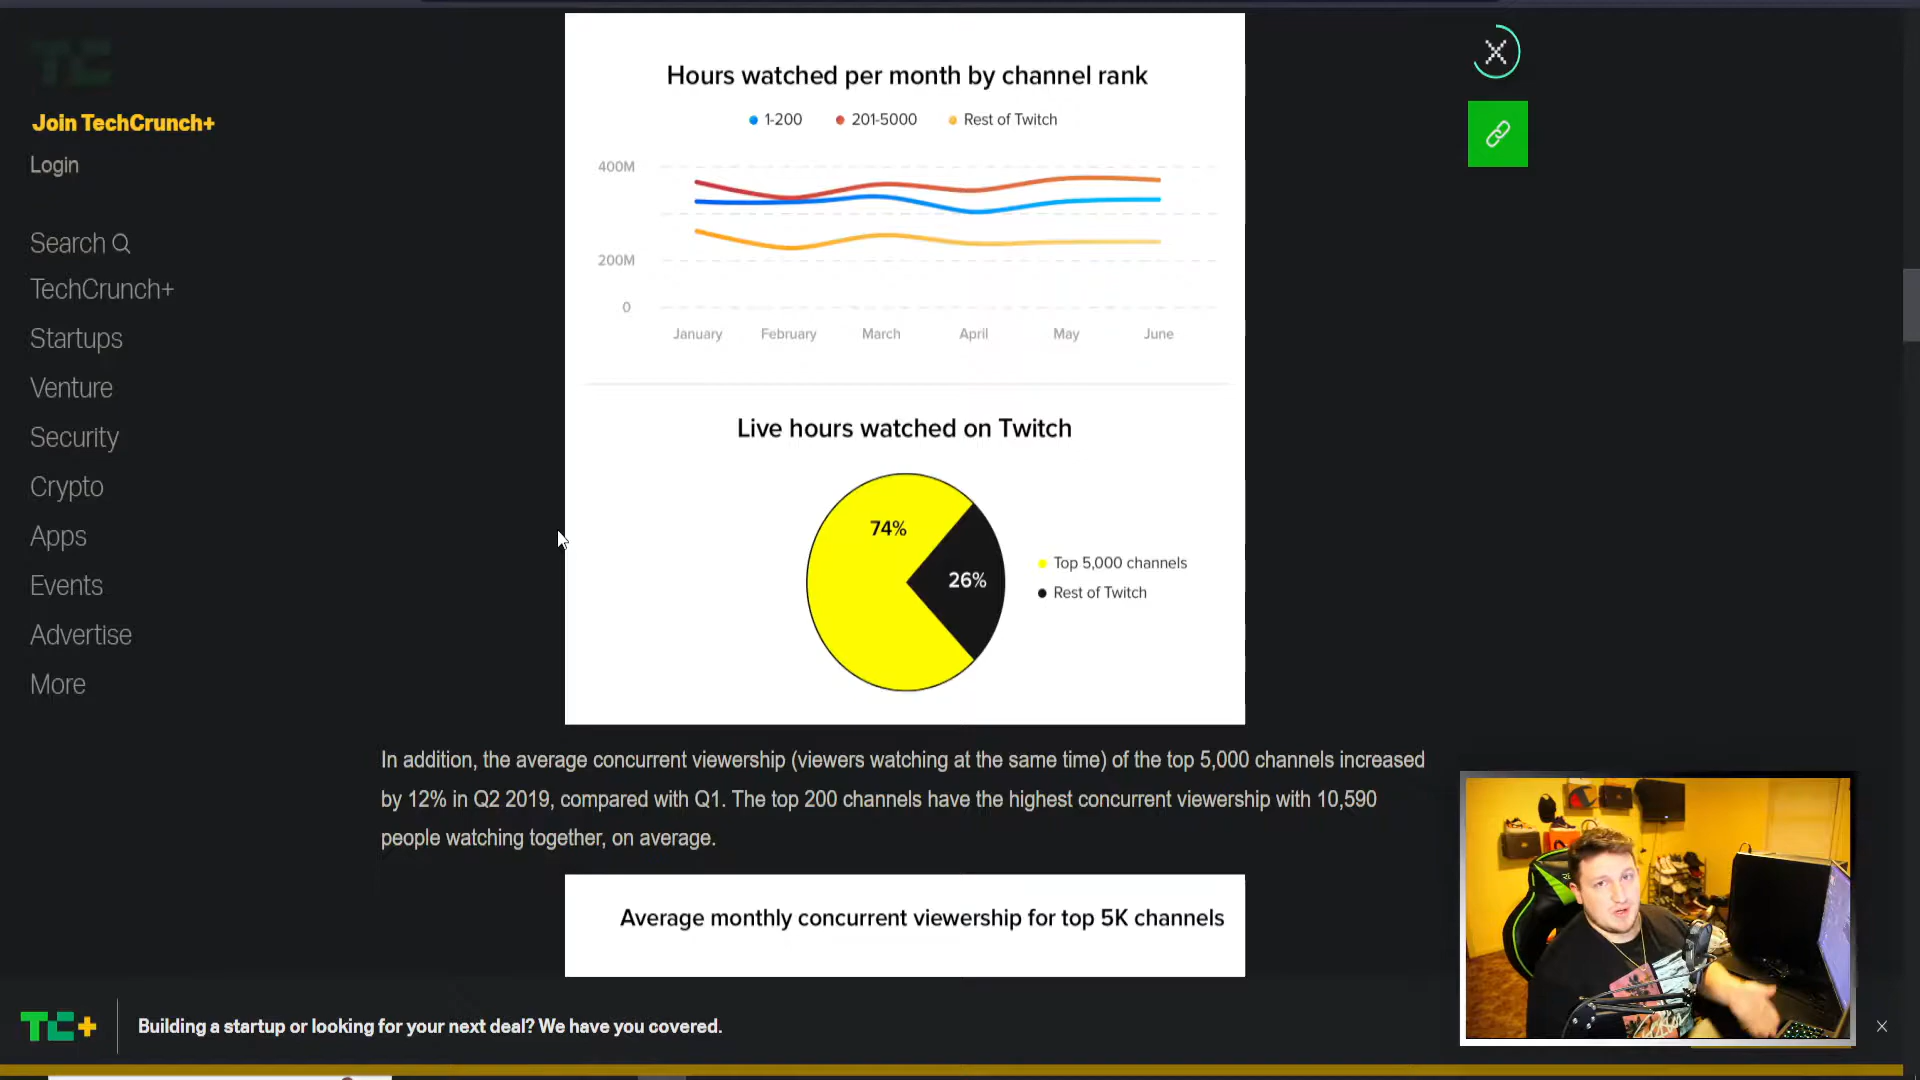 TC
Join TechCrunch+
Login
Search
TechCrunch+
Startups
Venture
Security
Crypto
Apps
Events
Advertise
More
Hours watched per month by channel rank
1-200 201-5000 Rest of Twitch
400M
200M
0
January February March April May June
Live hours watched on Twitch
74%
26%
Top 5,000 channels
Rest of Twitch
In addition, the average concurrent viewership (viewers watching at the same time) of the top 5,000 channels increased
by 12% in Q2 2019, compared with Q1. The top 200 channels have the highest concurrent viewership with 10,590
people watching together, on average.
Average monthly concurrent viewership for top 5K channels
TC+
Building a startup or looking for your next deal? We have you covered.